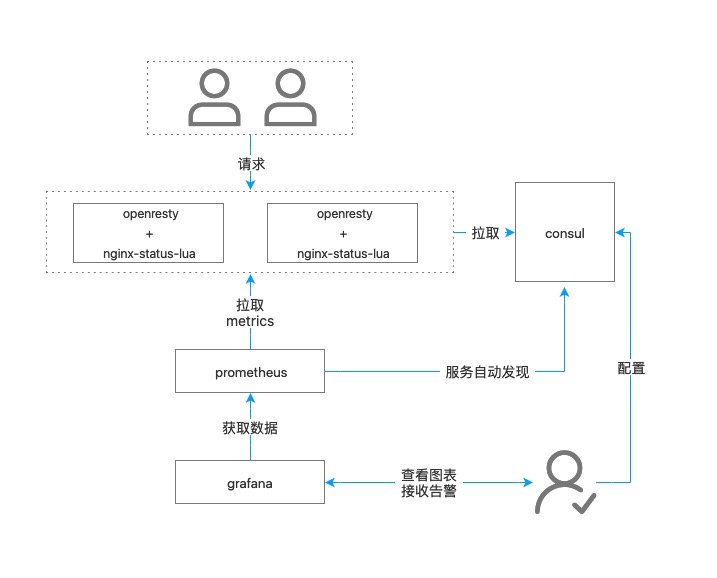 请求
openresty
+
nginx-status-lua
openresty
+
nginx-status-lua
拉取
consul
拉取
metrics
prometheus
服务自动发现
配置
获取数据
grafana
查看图表
接收告警